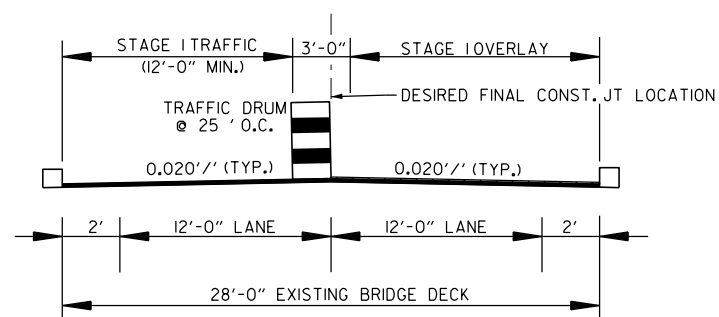 STAGE I TRAFFIC
(12'-0" MIN.)
3'-0"
STAGE I OVERLAY
DESIRED FINAL CONST. JT LOCATION
TRAFFIC DRUM
@ 25 ' O.C.
0.020'/' (TYP.)
0.020'/' (TYP.)
2'
12'-0" LANE
12'-0" LANE
2'
28'-0" EXISTING BRIDGE DECK